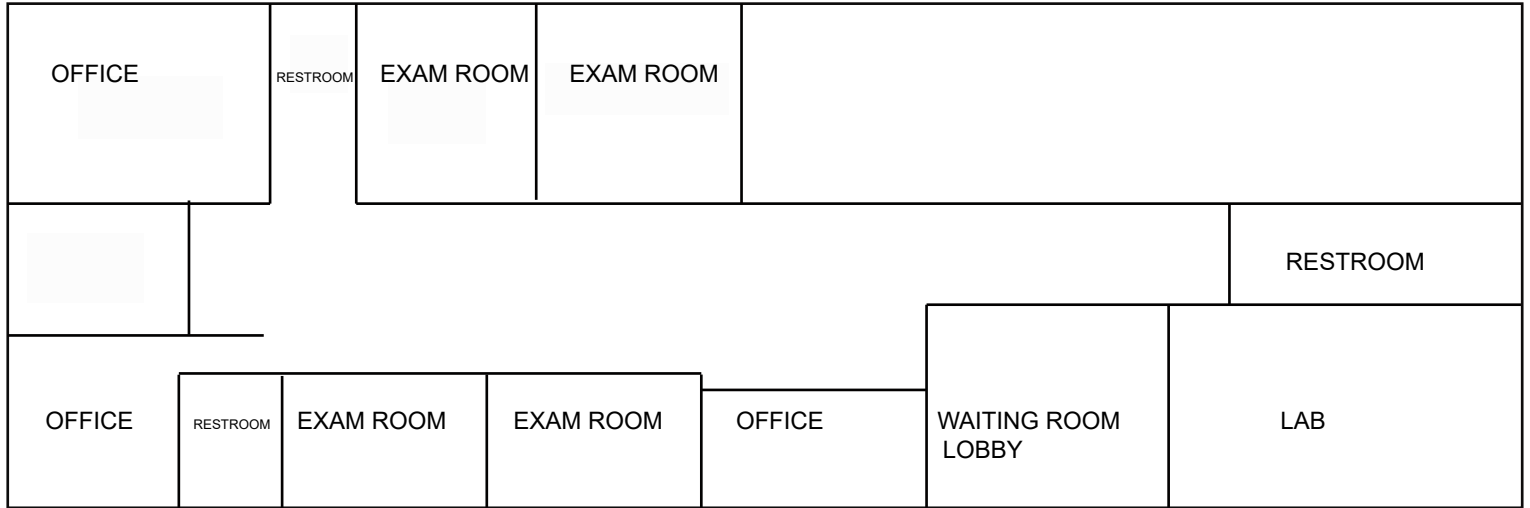 OFFICE
RESTROOM
EXAM ROOM
EXAM ROOM
RESTROOM
OFFICE
RESTROOM
EXAM ROOM
EXAM ROOM
OFFICE
WAITING ROOM
LOBBY
LAB